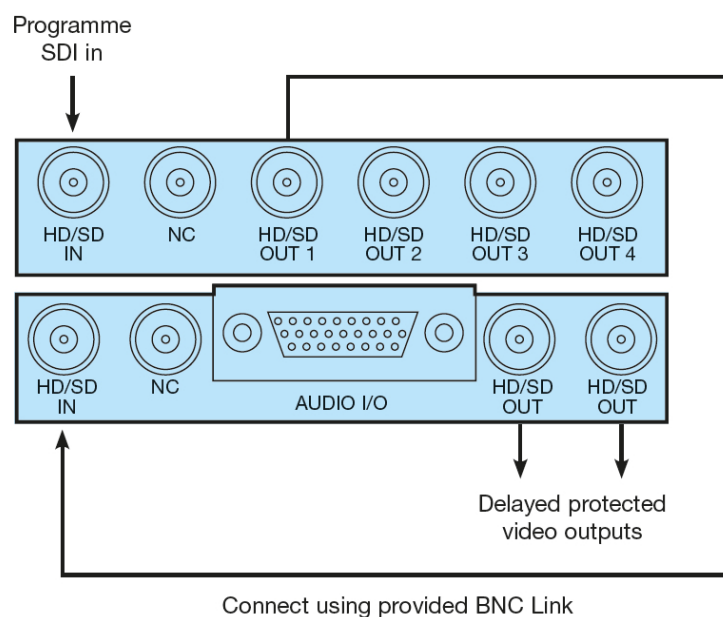 Programme
SDI in
HD/SD
IN
NC
HD/SD
OUT 1
HD/SD
OUT 2
HD/SD
OUT 3
HD/SD
OUT 4
HD/SD
IN
NC
AUDIO I/O
HD/SD
OUT
HD/SD
OUT
Delayed protected
video outputs
Connect using provided BNC Link